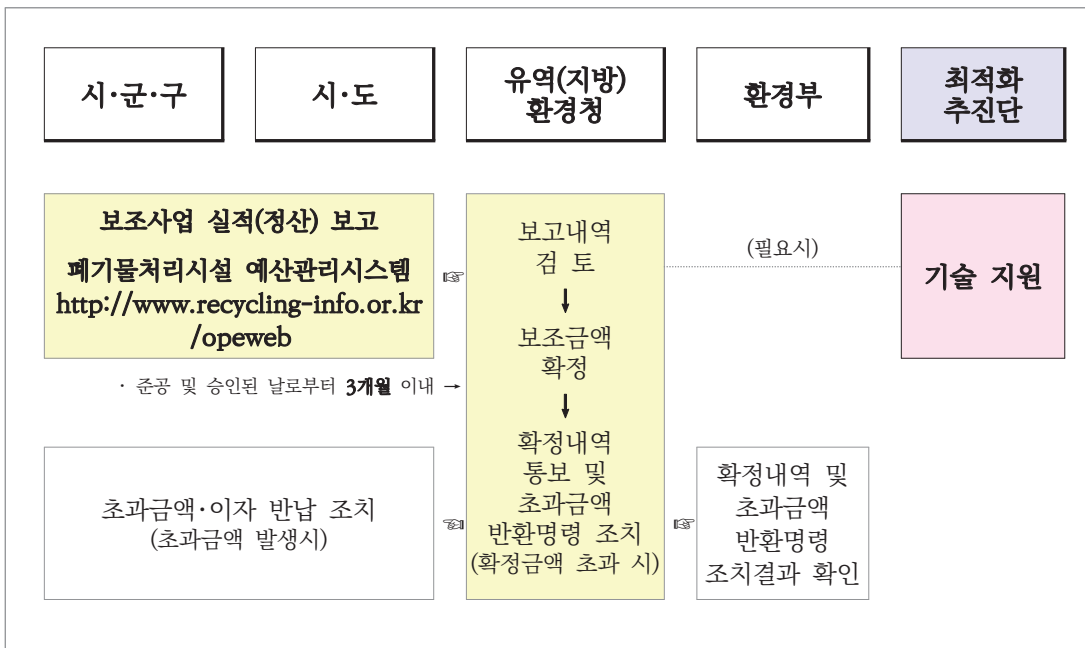 시·군·구
시·도
유역(지방)
환경청
환경부
최적화
추진단
보조사업 실적(정산) 보고
폐기물처리시설 예산관리시스템
http://www.recycling-info.or.kr
/opeweb
☞
보고내역
검 토
↓
보조금액
확정
↓
확정내역
통보 및
초과금액
반환명령 조치
(확정금액 초과 시)
(필요시)
기술 지원
· 준공 및 승인된 날로부터 3개월 이내 →
초과금액·이자 반납 조치
(초과금액 발생시)
☜
☞
확정내역 및
초과금액
반환명령
조치결과 확인